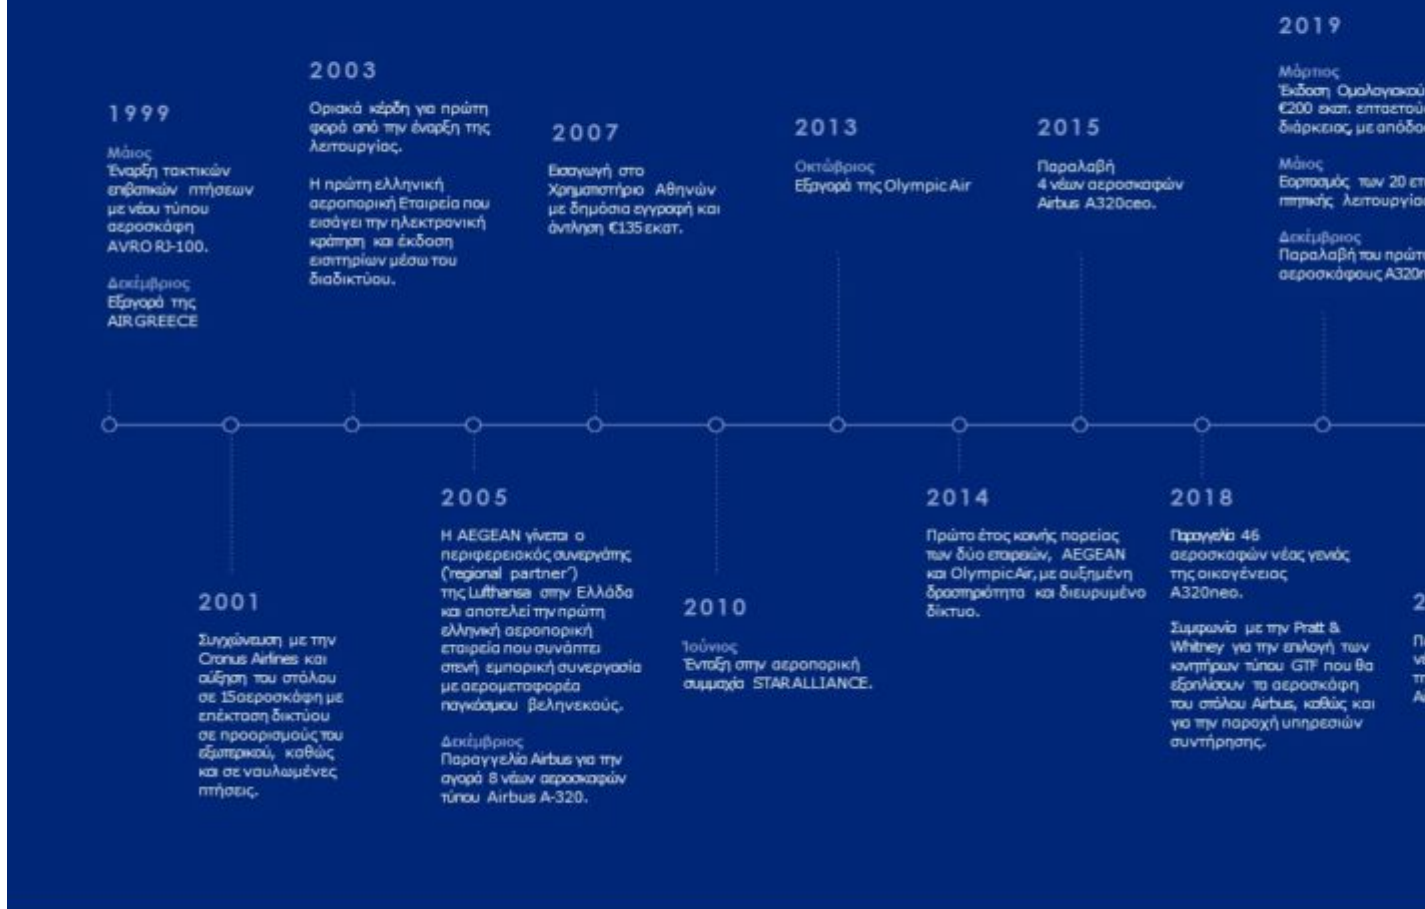 1999
Μάιος
Έναρξη τακτικών
επιβατικών πτήσεων
με νέου τύπου
αεροσκάφη
AVRO RJ-100.
Δεκέμβριος
Εξαγορά της
AIR GREECE
2001
Συγχώνευση με την
Cronus Airlines και
αύξηση του στόλου
σε 15 αεροσκάφη με
επέκταση δικτύου
σε προορισμούς του
εξωτερικού, καθώς
και σε ναυλωμένες
πτήσεις.
2003
Οριακά κέρδη για πρώτη
φορά από την έναρξη της
λειτουργίας.
Η πρώτη ελληνική
αεροπορική Εταιρεία που
εισάγει την ηλεκτρονική
κράτηση και έκδοση
εισιτηρίων μέσω του
διαδικτύου.
2005
Η AEGEAN γίνεται ο
περιφερειακός συνεργάτης
('regional partner')
της Lufthansa στην Ελλάδα
και αποτελεί την πρώτη
ελληνική αεροπορική
εταιρεία που συνάπτει
στενή εμπορική συνεργασία
με αερομεταφορέα
παγκόσμιου βεληνεκούς.
Δεκέμβριος
Παραγγελία Airbus για την
αγορά 8 νέων αεροσκαφών
τύπου Airbus A-320.
2007
Εισαγωγή στο
Χρηματιστήριο Αθηνών
με δημόσια εγγραφή και
άντληση €135 εκατ.
2010
Ιούνιος
Ένταξη στην αεροπορική
συμμαχία STAR ALLIANCE.
2013
Οκτώβριος
Εξαγορά της Olympic Air
2014
Πρώτο έτος κοινής πορείας
των δύο εταιρειών, AEGEAN
και Olympic Air, με αυξημένη
δραστηριότητα και διευρυμένο
δίκτυο.
2015
Παραλαβή
4 νέων αεροσκαφών
Airbus A320ceo.
2018
Παραγγελία 46
αεροσκαφών νέας γενιάς
της οικογένειας
A320neo.
Συμφωνία με την Pratt &
Whitney για την επιλογή των
κινητήρων τύπου GTF που θα
εξοπλίσουν τα αεροσκάφη
του στόλου Airbus, καθώς και
για την παροχή υπηρεσιών
συντήρησης.
2019
Μάρτιος
Έκδοση Ομολογιακού
€200 εκατ. επταετούς
διάρκειας, με
Μάιος
Εορτασμός των 20
πτητικής λειτουργίας
Δεκέμβριος
Παραλαβή του
αεροσκάφους